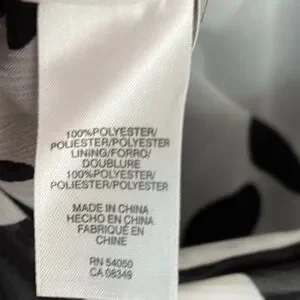 100%POLYESTER/
POLIESTER/POLYESTER
LINING/FORRO/
DOUBLURE
100%POLYESTER/
POLIESTER/POLYESTER
MADE IN CHINA
HECHO EN CHINA
FABRIQUÉ EN
CHINE
RN 54050
CA 08349